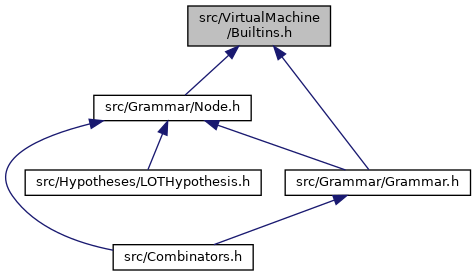 src/VirtualMachine
/Builtins.h
src/Grammar/Node.h
src/Hypotheses/LOTHypothesis.h
src/Grammar/Grammar.h
src/Combinators.h